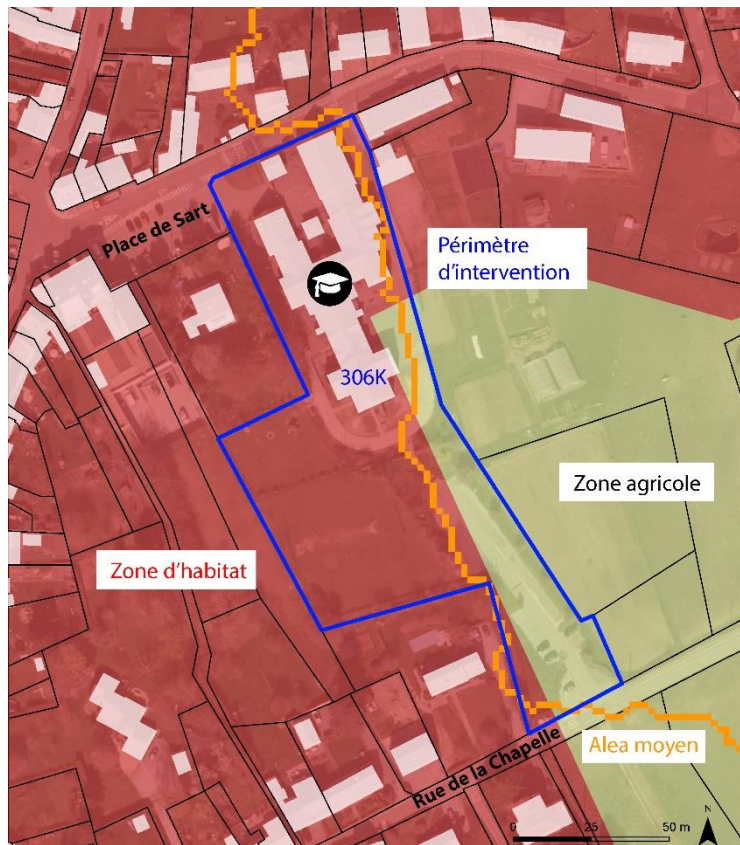 Place de Sart
Périmètre
d'intervention
306K
Zone agricole
Zone d'habitat
Alea moyen
Rue de la Chapelle
N
0 25 50 m